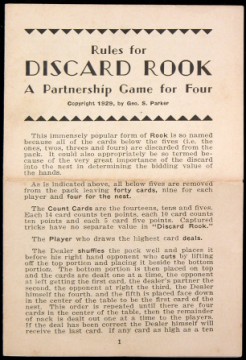 Rules for
DISCARD ROOK
A Partnership Game for Four
Copyright 1929, by Geo. S. Parker
This immensely popular form of Rook is so named
because all of the cards below the fives (i.e. the
ones, twos, threes and fours) are discarded from the
pack. It could also appropriately be so termed be-
cause of the very great importance of the discard
into the nest in determining the bidding value of
the hands.
As is indicated above, all below fives are removed
from the pack leaving forty cards, nine for each
player and four for the nest.
The Count Cards are the fourteens, tens and fives.
Each 14 card counts ten points, each 10 card counts
ten points and each 5 card five points. Captured
tricks have no separate value in "Discard Rook."
The Player who draws the highest card deals.
The Dealer shuffles the pack well and places it
before his right hand opponent who cuts by lifting
off the top portion and placing it beside the bottom
portion. The bottom portion is then placed on top
and the cards are dealt one at a time, the opponent
at left getting the first card, the dealer's partner the
second, the opponent at right the third, the Dealer
himself the fourth, and the fifth is placed face down
in the center of the table to be the first card of the
nest. This order is repeated until there are four
cards in the center of the table, then the remainder
of the pack is dealt out one at a time to the players.
If the deal has been correct the Dealer himself will
receive the last card. If any card as high as a ten
1